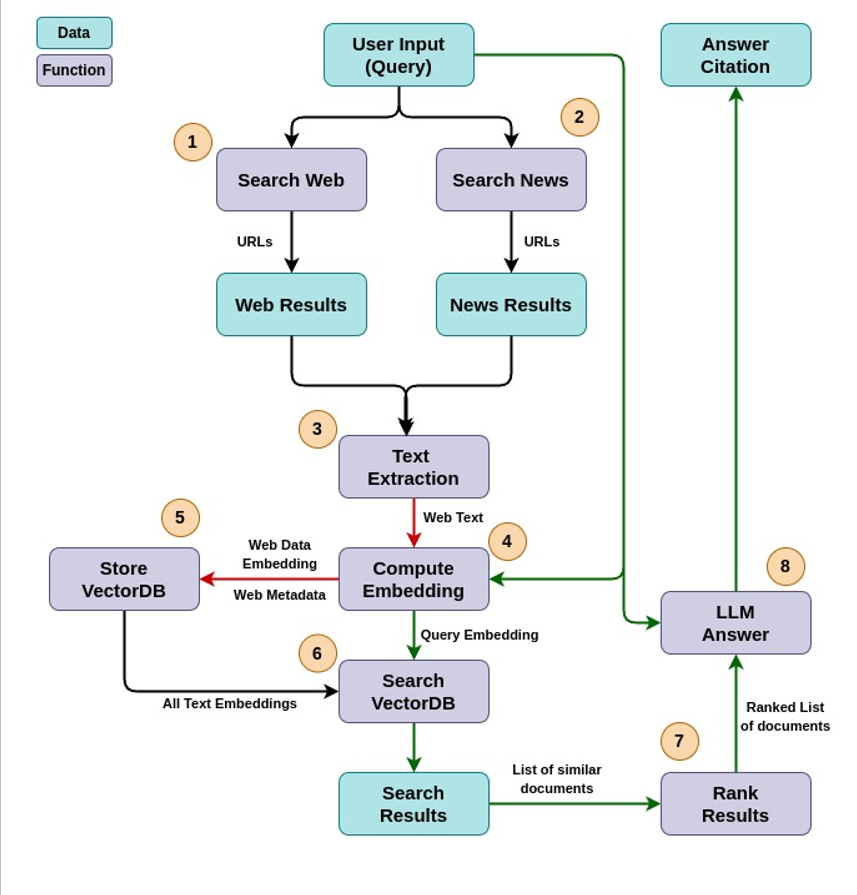 Data
Function
User Input
(Query)
Answer
Citation
1
2
Search Web
Search News
URLs
URLs
Web Results
News Results
3
Text
Extraction
Web Text
4
5
Web Data
Embedding
Web Metadata
Store
VectorDB
Compute
Embedding
8
LLM
Answer
Query Embedding
6
Search
VectorDB
All Text Embeddings
Ranked List
of documents
7
List of similar
documents
Search
Results
Rank
Results